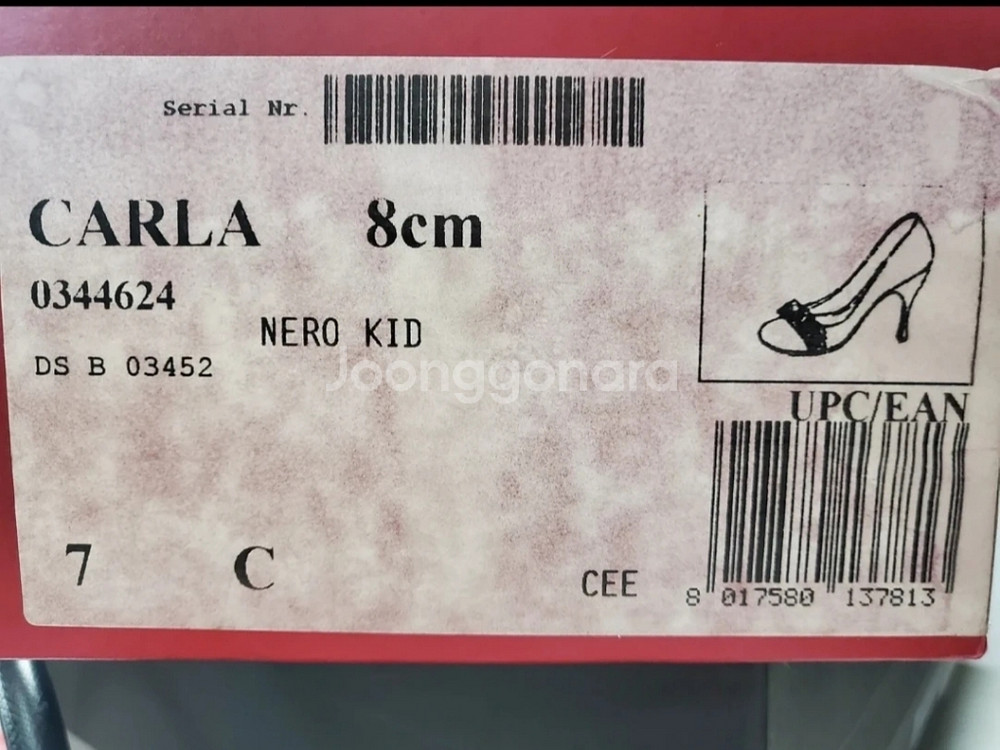 Serial Nr.
CARLA 8cm
0344624
NERO KID
DS B 03452
Joonggonara
UPC/EAN
7 C
CEE
8 017580 137813